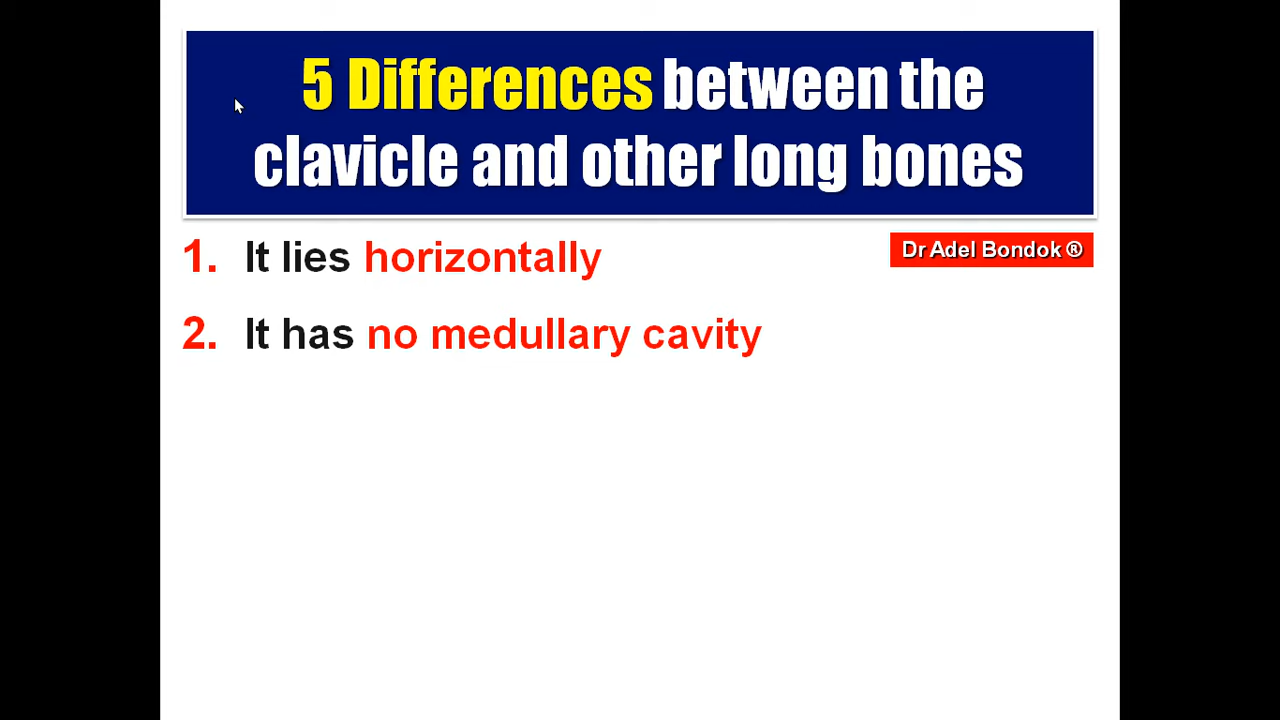 5 Differences between the
clavicle and other long bones
Dr Adel Bondok ®
1. It lies horizontally
2. It has no medullary cavity